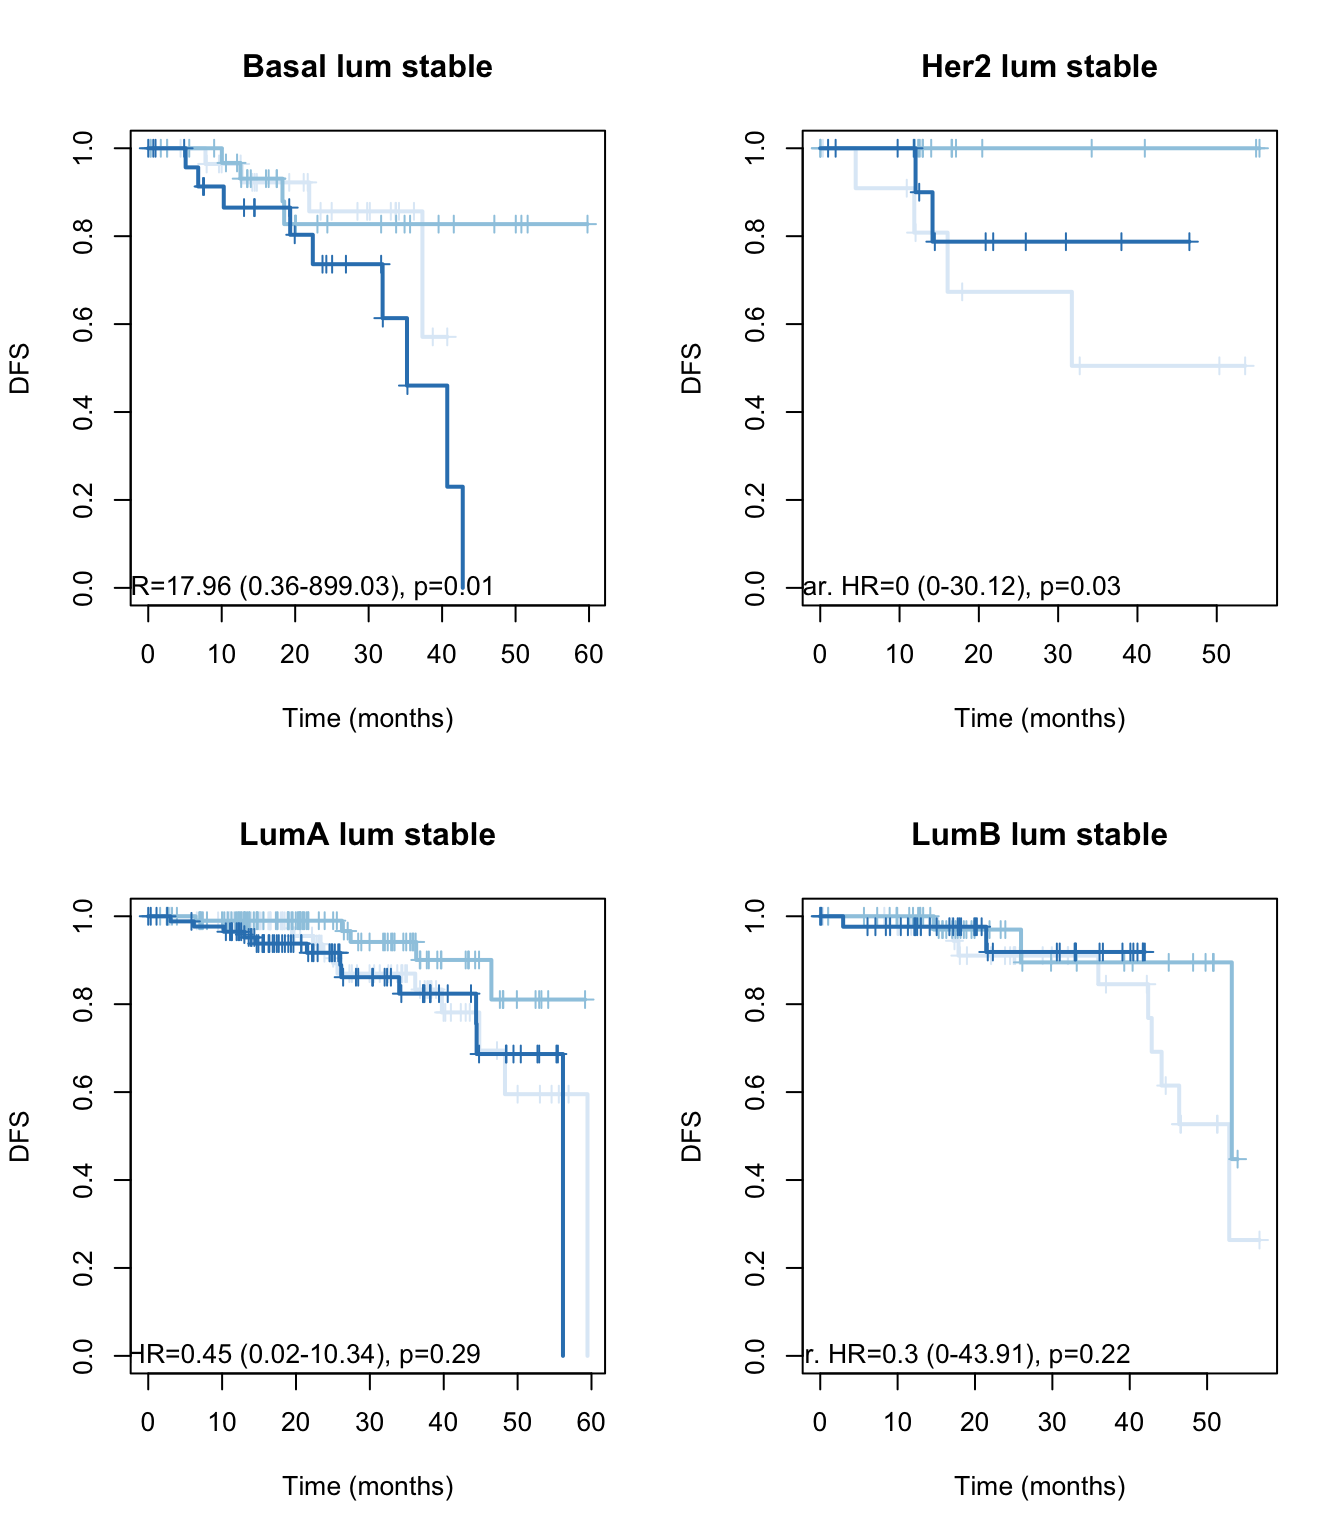 Basal lum stable
DFS
0.0 0.2 0.4 0.6 0.8 1.0
R=17.96 (0.36-899.03), p=0.01
0 10 20 30 40 50 60
Time (months)
Her2 lum stable
DFS
0.0 0.2 0.4 0.6 0.8 1.0
ar. HR=0 (0-30.12), p=0.03
0 10 20 30 40 50
Time (months)
LumA lum stable
DFS
0.0 0.2 0.4 0.6 0.8 1.0
HR=0.45 (0.02-10.34), p=0.29
0 10 20 30 40 50 60
Time (months)
LumB lum stable
DFS
0.0 0.2 0.4 0.6 0.8 1.0
r. HR=0.3 (0-43.91), p=0.22
0 10 20 30 40 50
Time (months)